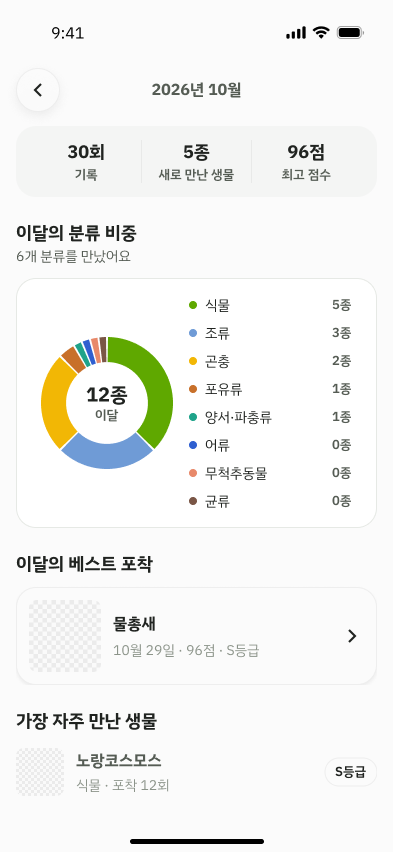 9:41
2026년 10월
30회
기록
5종
새로 만난 생물
96점
최고 점수
이달의 분류 비중
6개 분류를 만났어요
12종
이달
식물 5종
조류 3종
곤충 2종
포유류 1종
양서·파충류 1종
어류 0종
무척추동물 0종
균류 0종
이달의 베스트 포착
물총새
10월 29일 · 96점 · S등급
가장 자주 만난 생물
노랑코스모스
식물 · 포착 12회
S등급